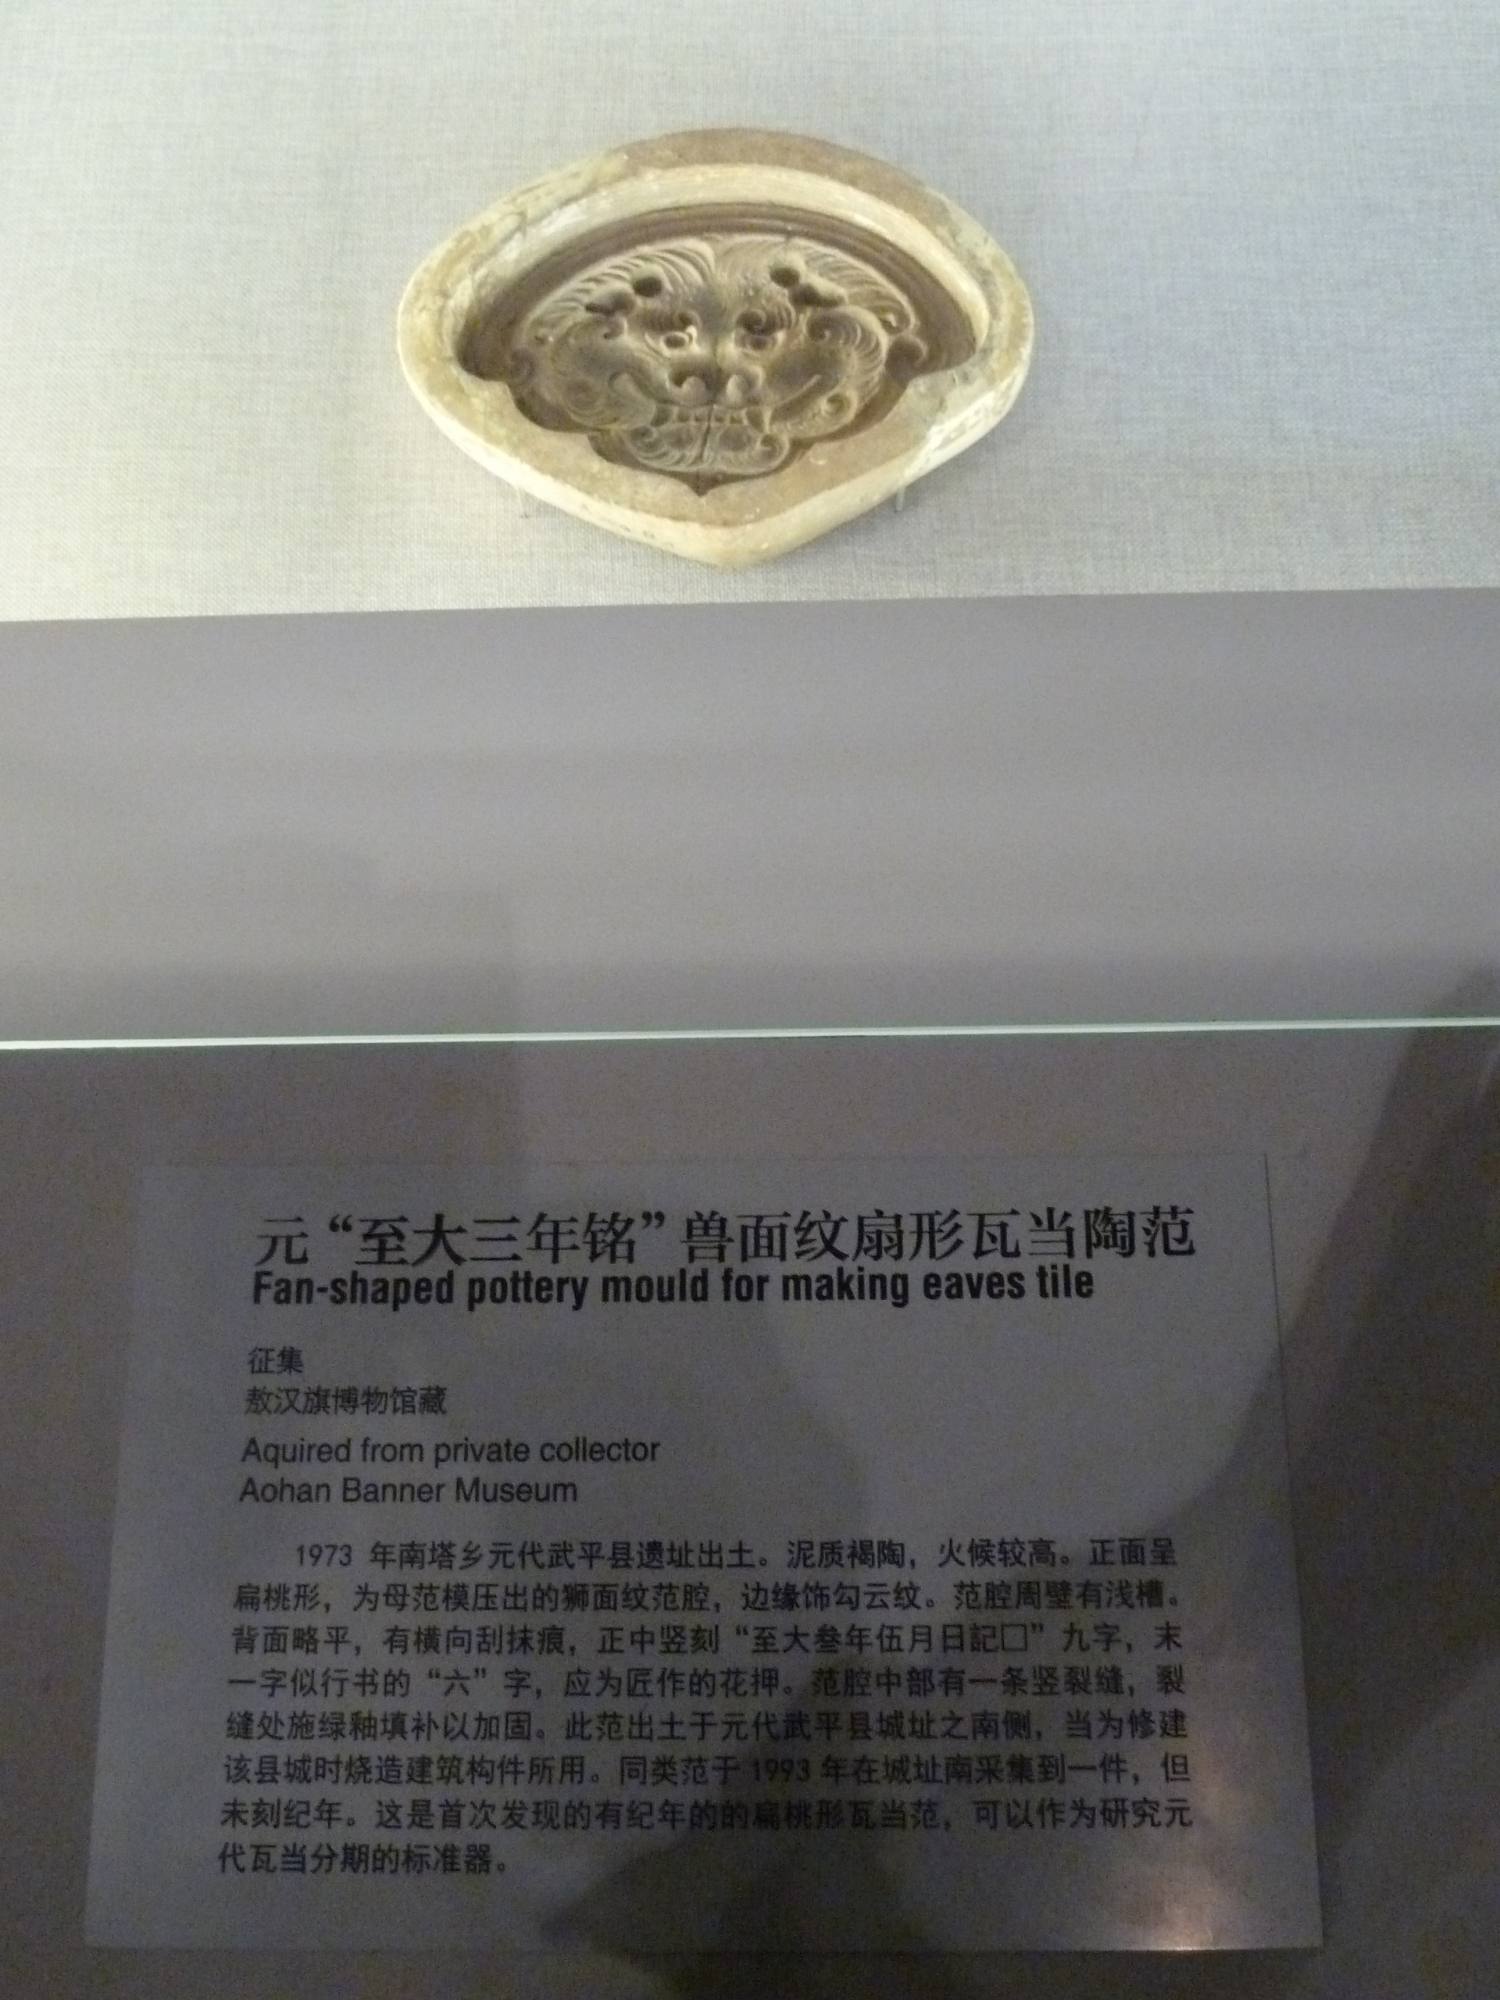 元“至大三年铭”兽面纹扇形瓦当陶范
Fan-shaped pottery mould for making eaves tile
征集
敖汉旗博物馆藏
Aquired from private collector
Aohan Banner Museum
1973 年南塔乡元代武平县遗址出土。泥质褐陶，火候较高。正面呈
扁桃形，为母范模压出的狮面纹范腔，边缘饰勾云纹。范腔周壁有浅槽。
背面略平，有横向刮抹痕，正中竖刻“至大叁年伍月日記□”九字，末
一字似行书的“六”字，应为匠作的花押。范腔中部有一条竖裂缝，裂
缝处施绿釉填补以加固。此范出土于元代武平县城址之南侧，当为修建
该县城时烧造建筑构件所用。同类范于 1993 年在城址南采集到一件，但
未刻纪年。这是首次发现的有纪年的的扁桃形瓦当范，可以作为研究元
代瓦当分期的标准器。